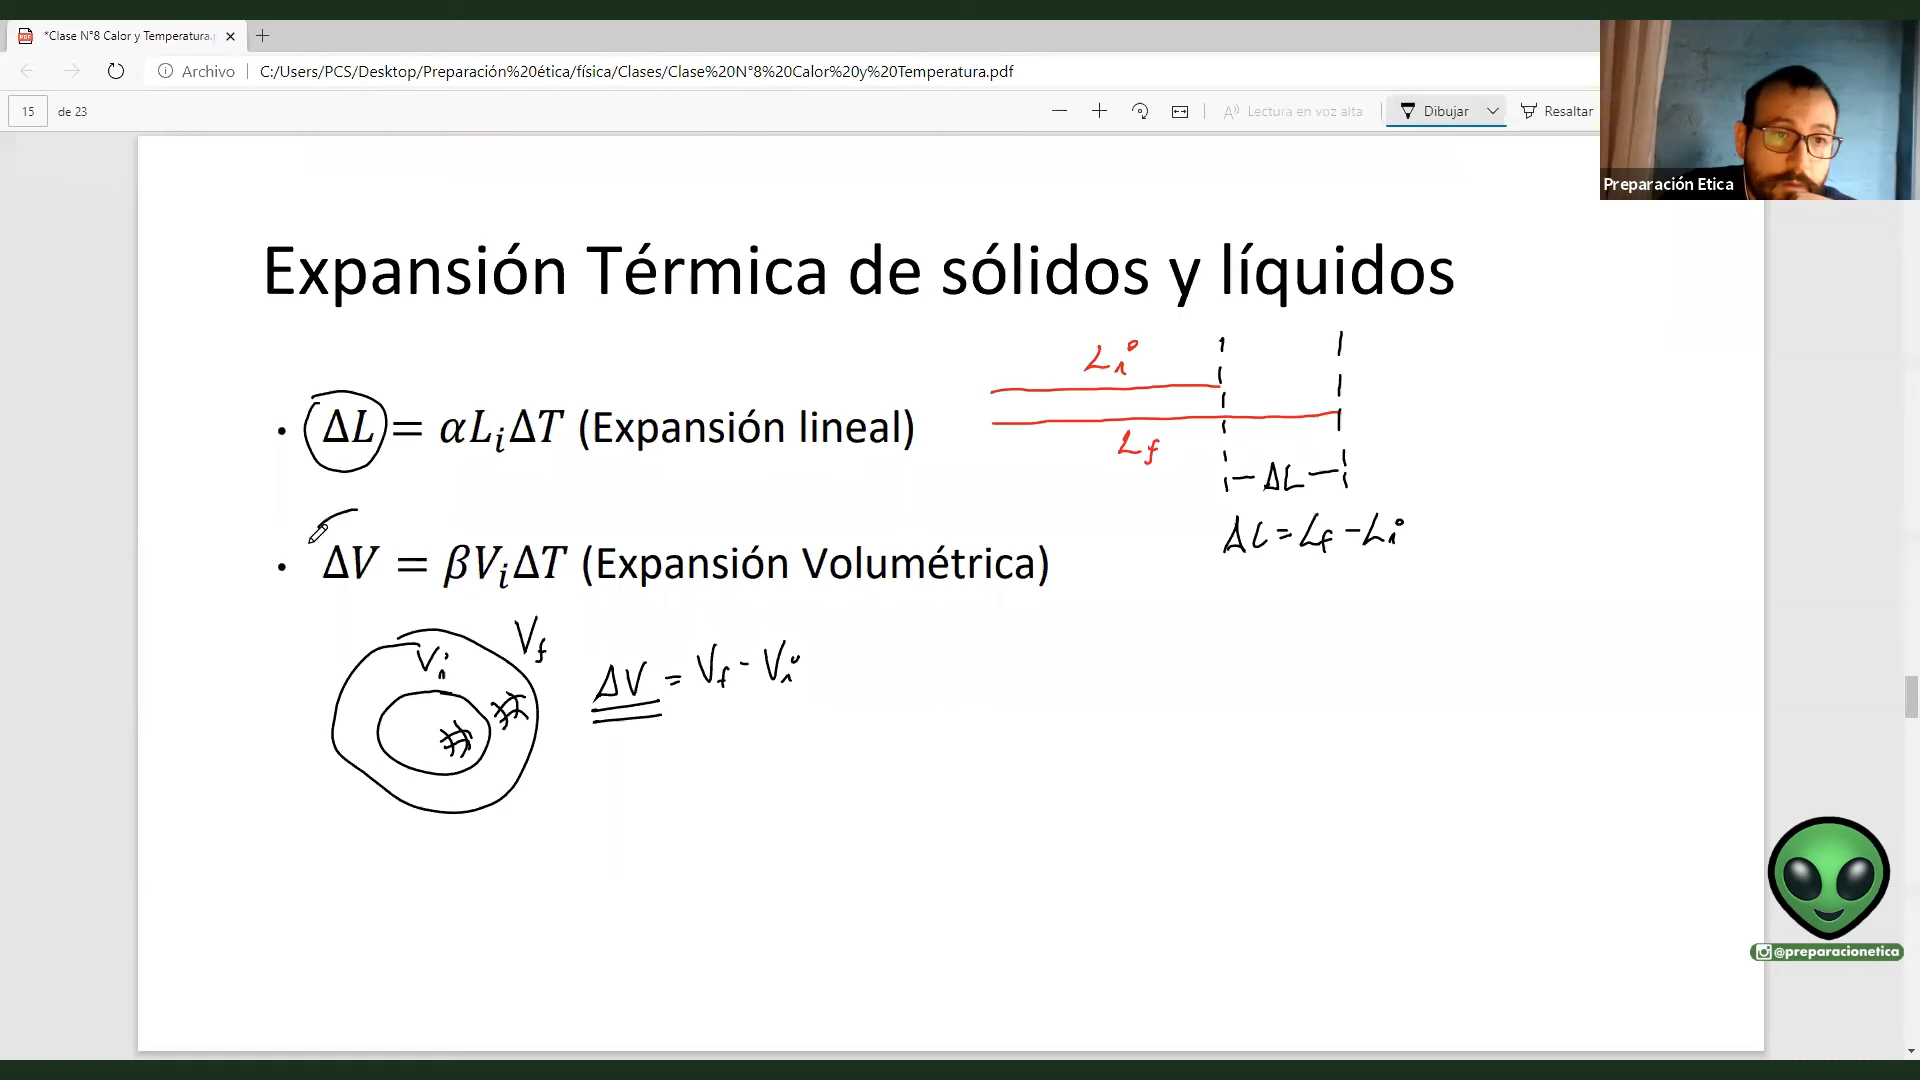 *Clase N°8 Calor y Temperatura.p
Archivo
C:/Users/PCS/Desktop/Preparación%20ética/física/Clases/Clase%20N°8%20Calor%20y%20Temperatura.pdf
15 de 23
Lectura en voz alta
Dibujar
Resaltar
Preparación Etica
Expansión Térmica de sólidos y líquidos
Li
• ΔL = αL_iΔT (Expansión lineal)
Lf
ΔL
ΔL = Lf - Li
• ΔV = βV_iΔT (Expansión Volumétrica)
Vf
Vi
ΔV = Vf - Vi
@preparacionetica